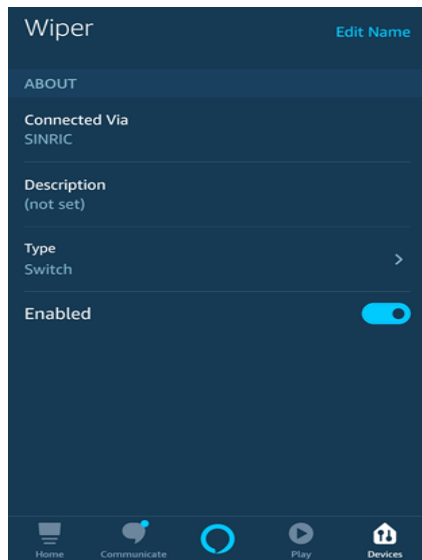 Wiper
Edit Name
ABOUT
Connected Via
SINRIC
Description
(not set)
Type
Switch
Enabled
Home
Communicate
Play
Devices